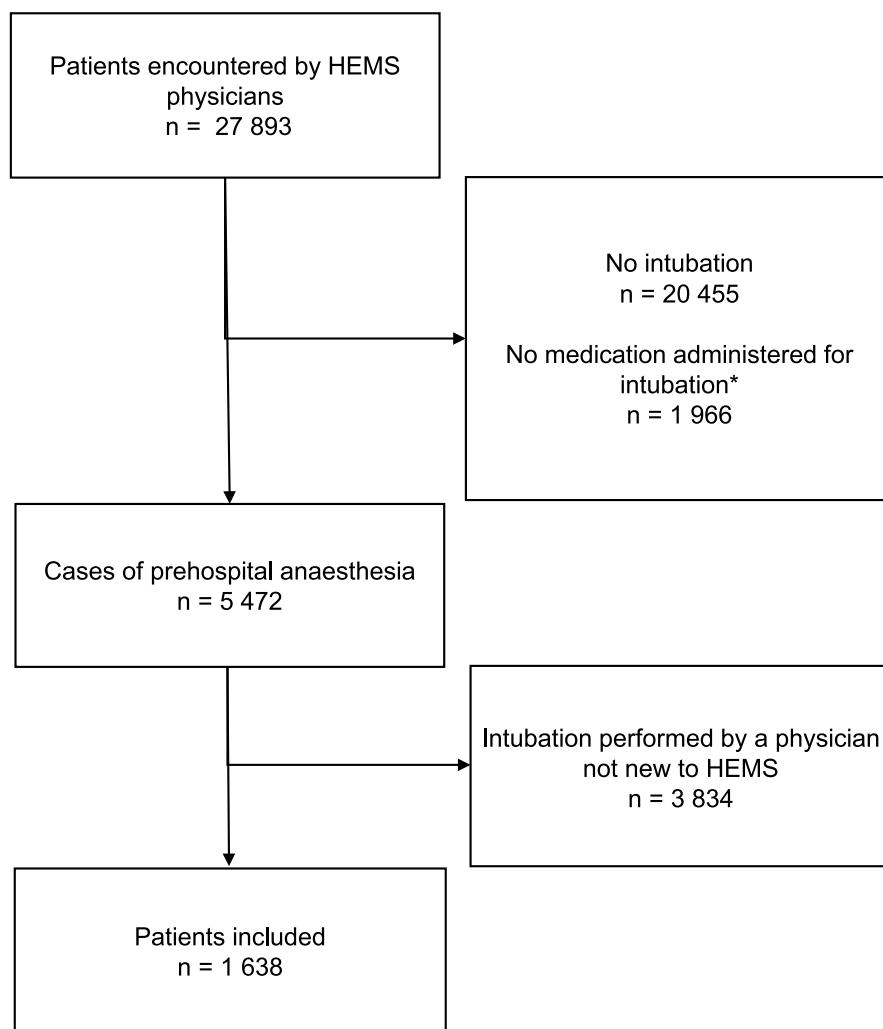 Patients encountered by HEMS
physicians
n =  27 893
No intubation
n = 20 455
No medication administered for
intubation*
n = 1 966
Cases of prehospital anaesthesia
n = 5 472
Intubation performed by a physician
not new to HEMS
n = 3 834
Patients included
n = 1 638